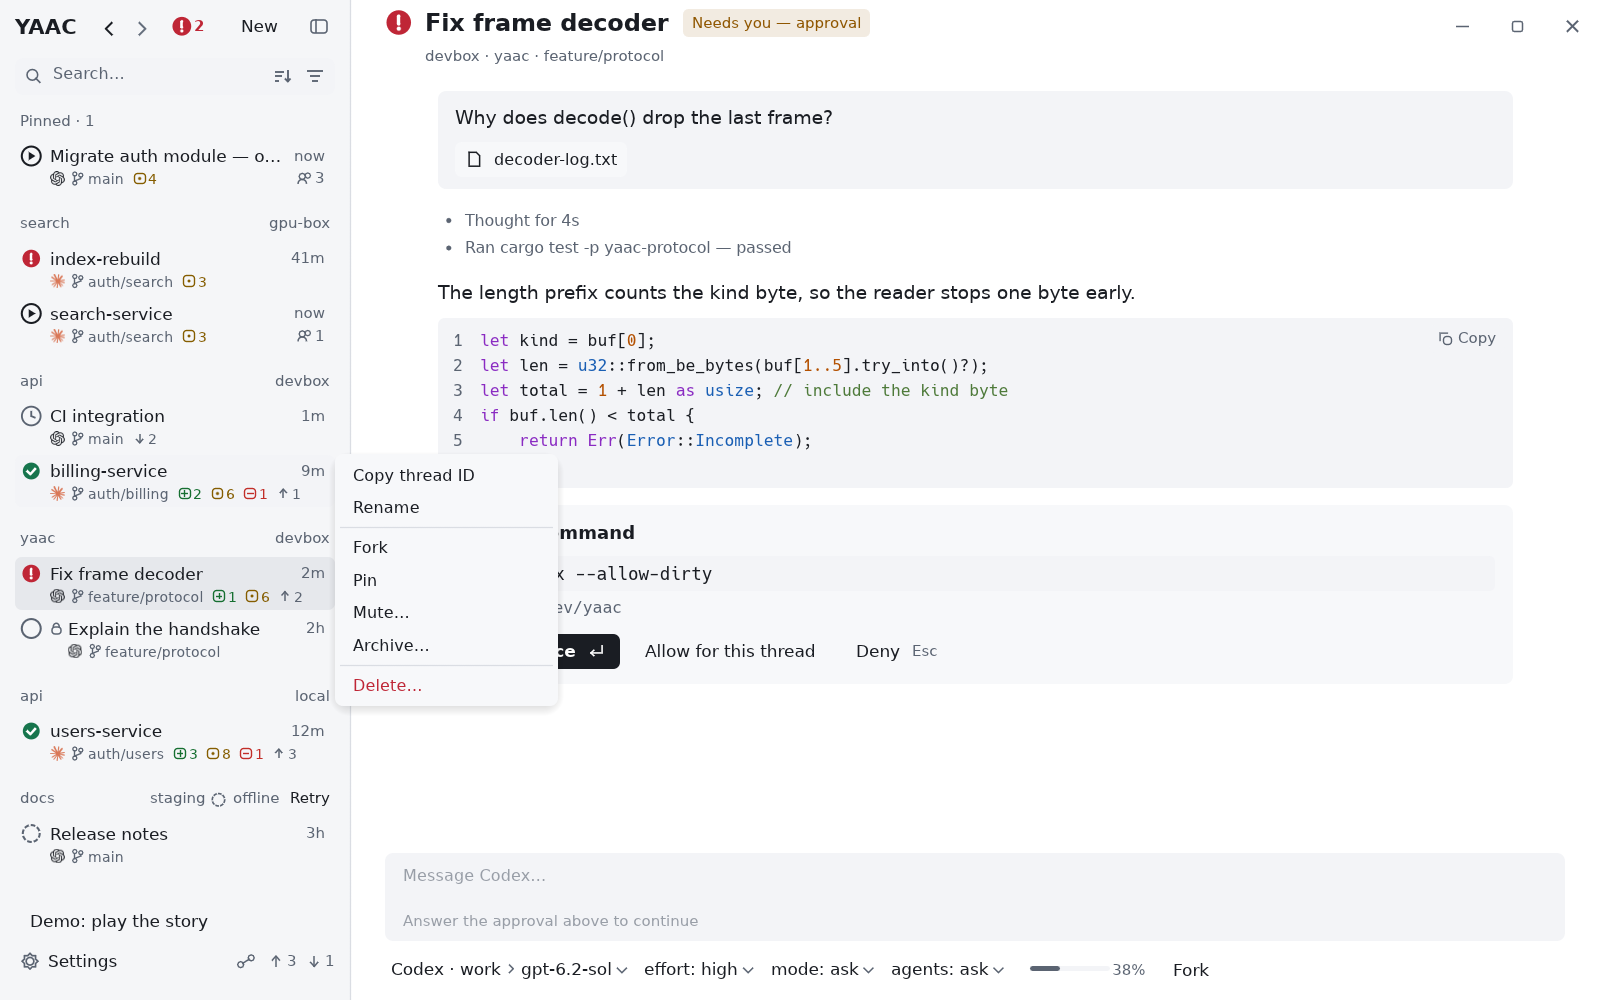 YAAC 2 New
Search...
Pinned · 1
Migrate auth module — o... now
main 4 3
search gpu-box
index-rebuild 41m
auth/search 3
search-service now
auth/search 3 1
api devbox
CI integration 1m
main 2
billing-service 9m
auth/billing 2 6 1 1
yaac devbox
Fix frame decoder 2m
feature/protocol 1 6 2
Explain the handshake 2h
feature/protocol
api local
users-service 12m
auth/users 3 8 1 3
docs staging offline Retry
Release notes 3h
main
Demo: play the story
Settings 3 1
Fix frame decoder Needs you — approval
devbox · yaac · feature/protocol
Why does decode() drop the last frame?
decoder-log.txt
• Thought for 4s
• Ran cargo test -p yaac-protocol — passed
The length prefix counts the kind byte, so the reader stops one byte early.
Copy
1 let kind = buf[0];
2 let len = u32::from_be_bytes(buf[1..5].try_into()?);
3 let total = 1 + len as usize; // include the kind byte
4 if buf.len() < total {
5 return Err(Error::Incomplete);
Copy thread ID
Rename
Fork
Pin
Mute...
Archive...
Delete...
mmand
x --allow-dirty
ev/yaac
ce Allow for this thread Deny Esc
Message Codex...
Answer the approval above to continue
Codex · work gpt-6.2-sol effort: high mode: ask agents: ask 38% Fork